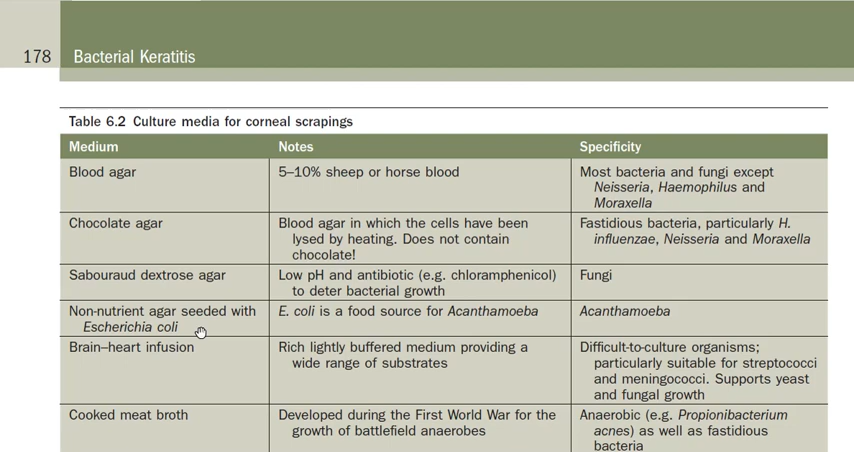 178 Bacterial Keratitis
Table 6.2 Culture media for corneal scrapings
Medium Notes Specificity
Blood agar 5–10% sheep or horse blood Most bacteria and fungi except
Neisseria, Haemophilus and
Moraxella
Chocolate agar Blood agar in which the cells have been Fastidious bacteria, particularly H.
lysed by heating. Does not contain influenzae, Neisseria and Moraxella
chocolate!
Sabouraud dextrose agar Low pH and antibiotic (e.g. chloramphenicol) Fungi
to deter bacterial growth
Non-nutrient agar seeded with E. coli is a food source for Acanthamoeba Acanthamoeba
Escherichia coli
Brain–heart infusion Rich lightly buffered medium providing a Difficult-to-culture organisms;
wide range of substrates particularly suitable for streptococci
and meningococci. Supports yeast
and fungal growth
Cooked meat broth Developed during the First World War for the Anaerobic (e.g. Propionibacterium
growth of battlefield anaerobes acnes) as well as fastidious
bacteria